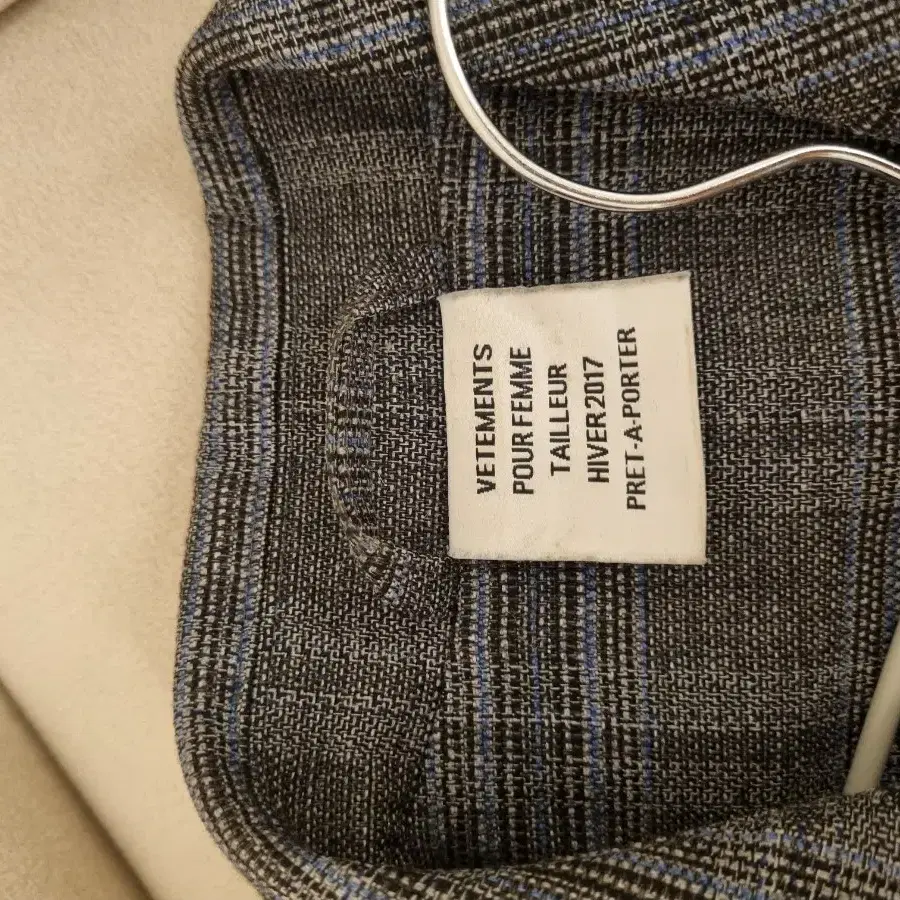 VETEMENTS
POUR FEMME
TAILLEUR
HIVER 2017
PRET-A-PORTER